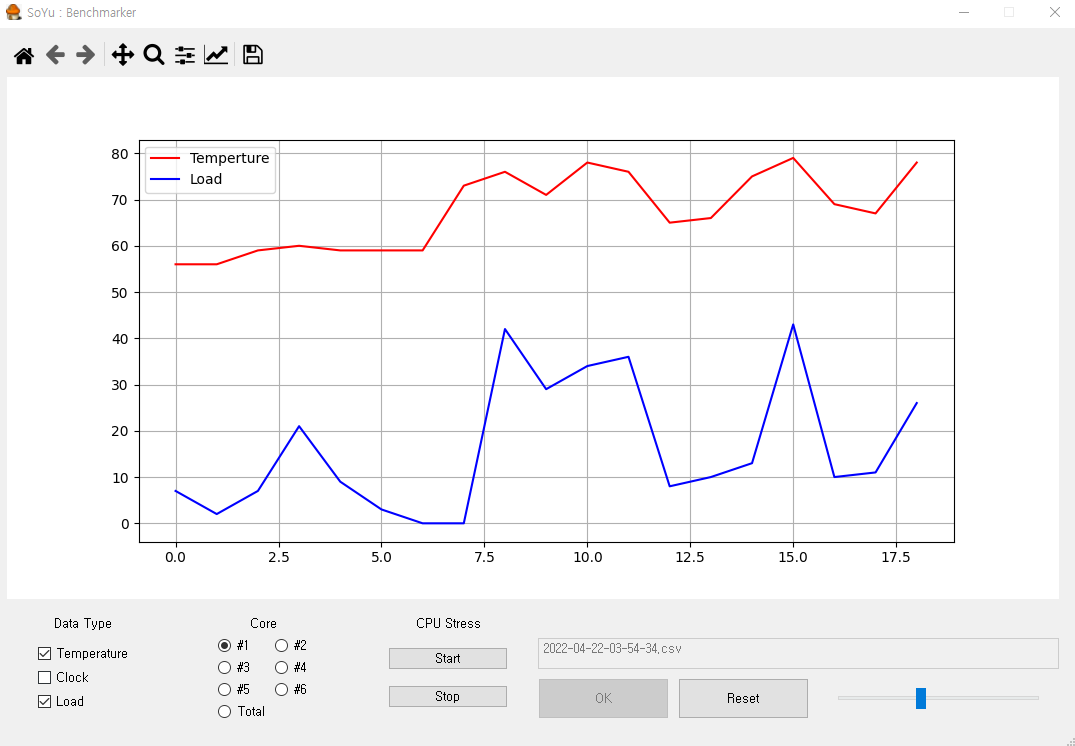 SoYu : Benchmarker
Temperture
Load
80
70
60
50
40
30
20
10
0
0.0 2.5 5.0 7.5 10.0 12.5 15.0 17.5
Data Type
Temperature
Clock
Load
Core
#1 #2
#3 #4
#5 #6
Total
CPU Stress
Start
Stop
2022-04-22-03-54-34.csv
OK Reset